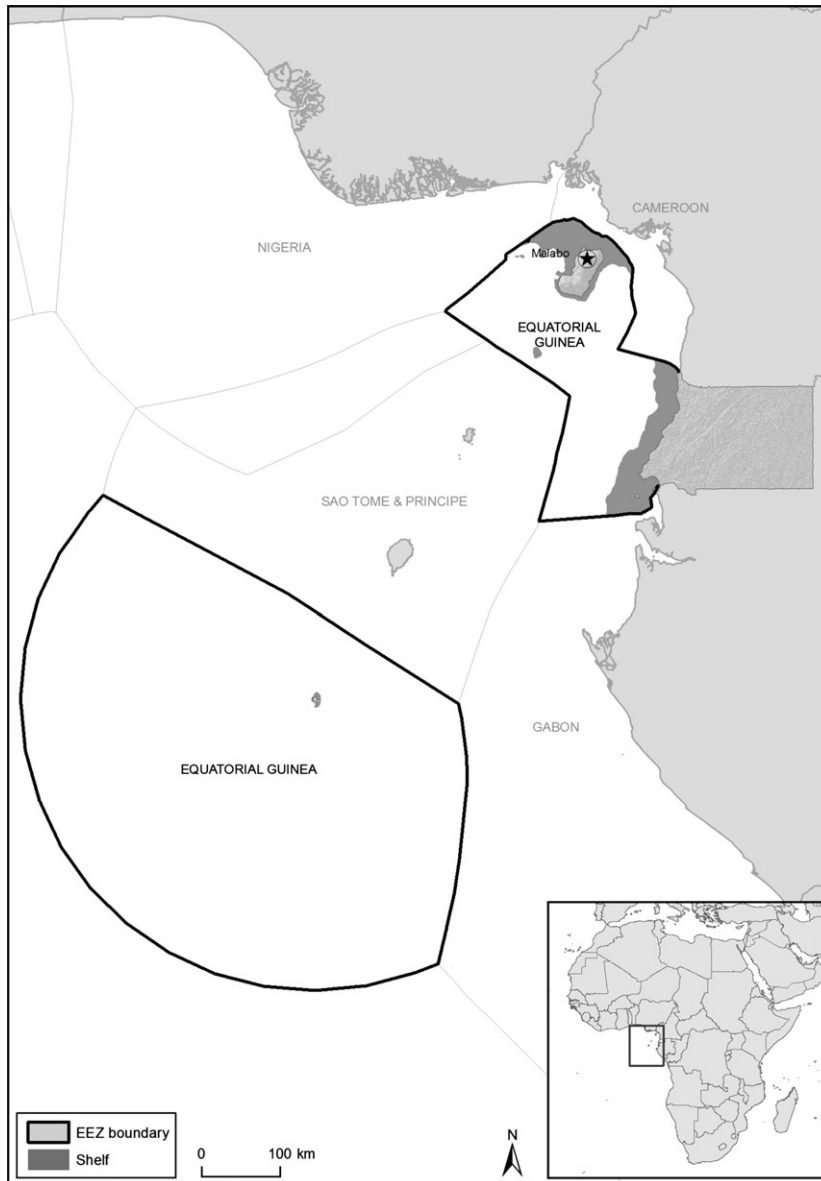 CAMEROON
NIGERIA
Malabo
EQUATORIAL
GUINEA
SAO TOME & PRINCIPE
GABON
EQUATORIAL GUINEA
EEZ boundary
Shelf
0 100 km
N